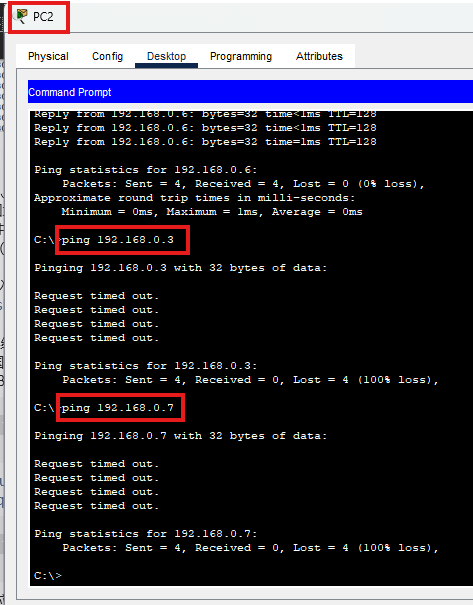 PC2
Physical Config Desktop Programming Attributes
Command Prompt
Reply from 192.168.0.6: bytes=32 time<1ms TTL=128
Reply from 192.168.0.6: bytes=32 time<1ms TTL=128
Reply from 192.168.0.6: bytes=32 time=1ms TTL=128
Ping statistics for 192.168.0.6:
Packets: Sent = 4, Received = 4, Lost = 0 (0% loss),
Approximate round trip times in milli-seconds:
Minimum = 0ms, Maximum = 1ms, Average = 0ms
C:\>ping 192.168.0.3
Pinging 192.168.0.3 with 32 bytes of data:
Request timed out.
Request timed out.
Request timed out.
Request timed out.
Ping statistics for 192.168.0.3:
Packets: Sent = 4, Received = 0, Lost = 4 (100% loss),
C:\>ping 192.168.0.7
Pinging 192.168.0.7 with 32 bytes of data:
Request timed out.
Request timed out.
Request timed out.
Request timed out.
Ping statistics for 192.168.0.7:
Packets: Sent = 4, Received = 0, Lost = 4 (100% loss),
C:\>